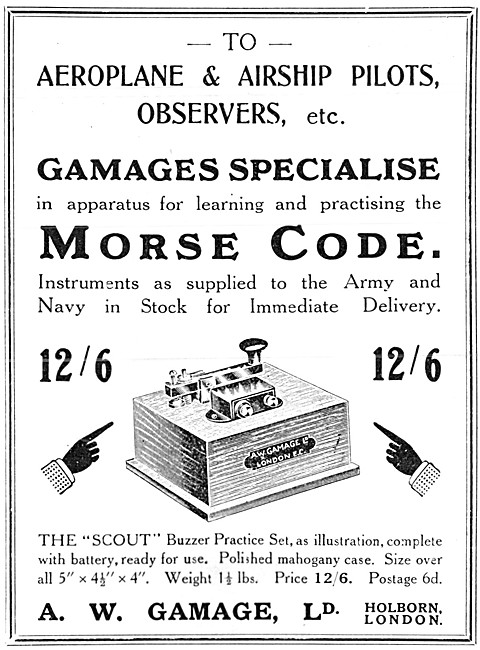 — TO —
AEROPLANE & AIRSHIP PILOTS,
OBSERVERS, etc.
GAMAGES SPECIALISE
in apparatus for learning and practising the
MORSE CODE.
Instruments as supplied to the Army and
Navy in Stock for Immediate Delivery.
12/6
12/6
A.W. GAMAGE Ld
LONDON E.C.
THE "SCOUT" Buzzer Practice Set, as illustration, complete
with battery, ready for use. Polished mahogany case. Size over
all 5" × 4½" × 4". Weight 1½ lbs. Price 12/6. Postage 6d.
A. W. GAMAGE, LD. HOLBORN,
LONDON.